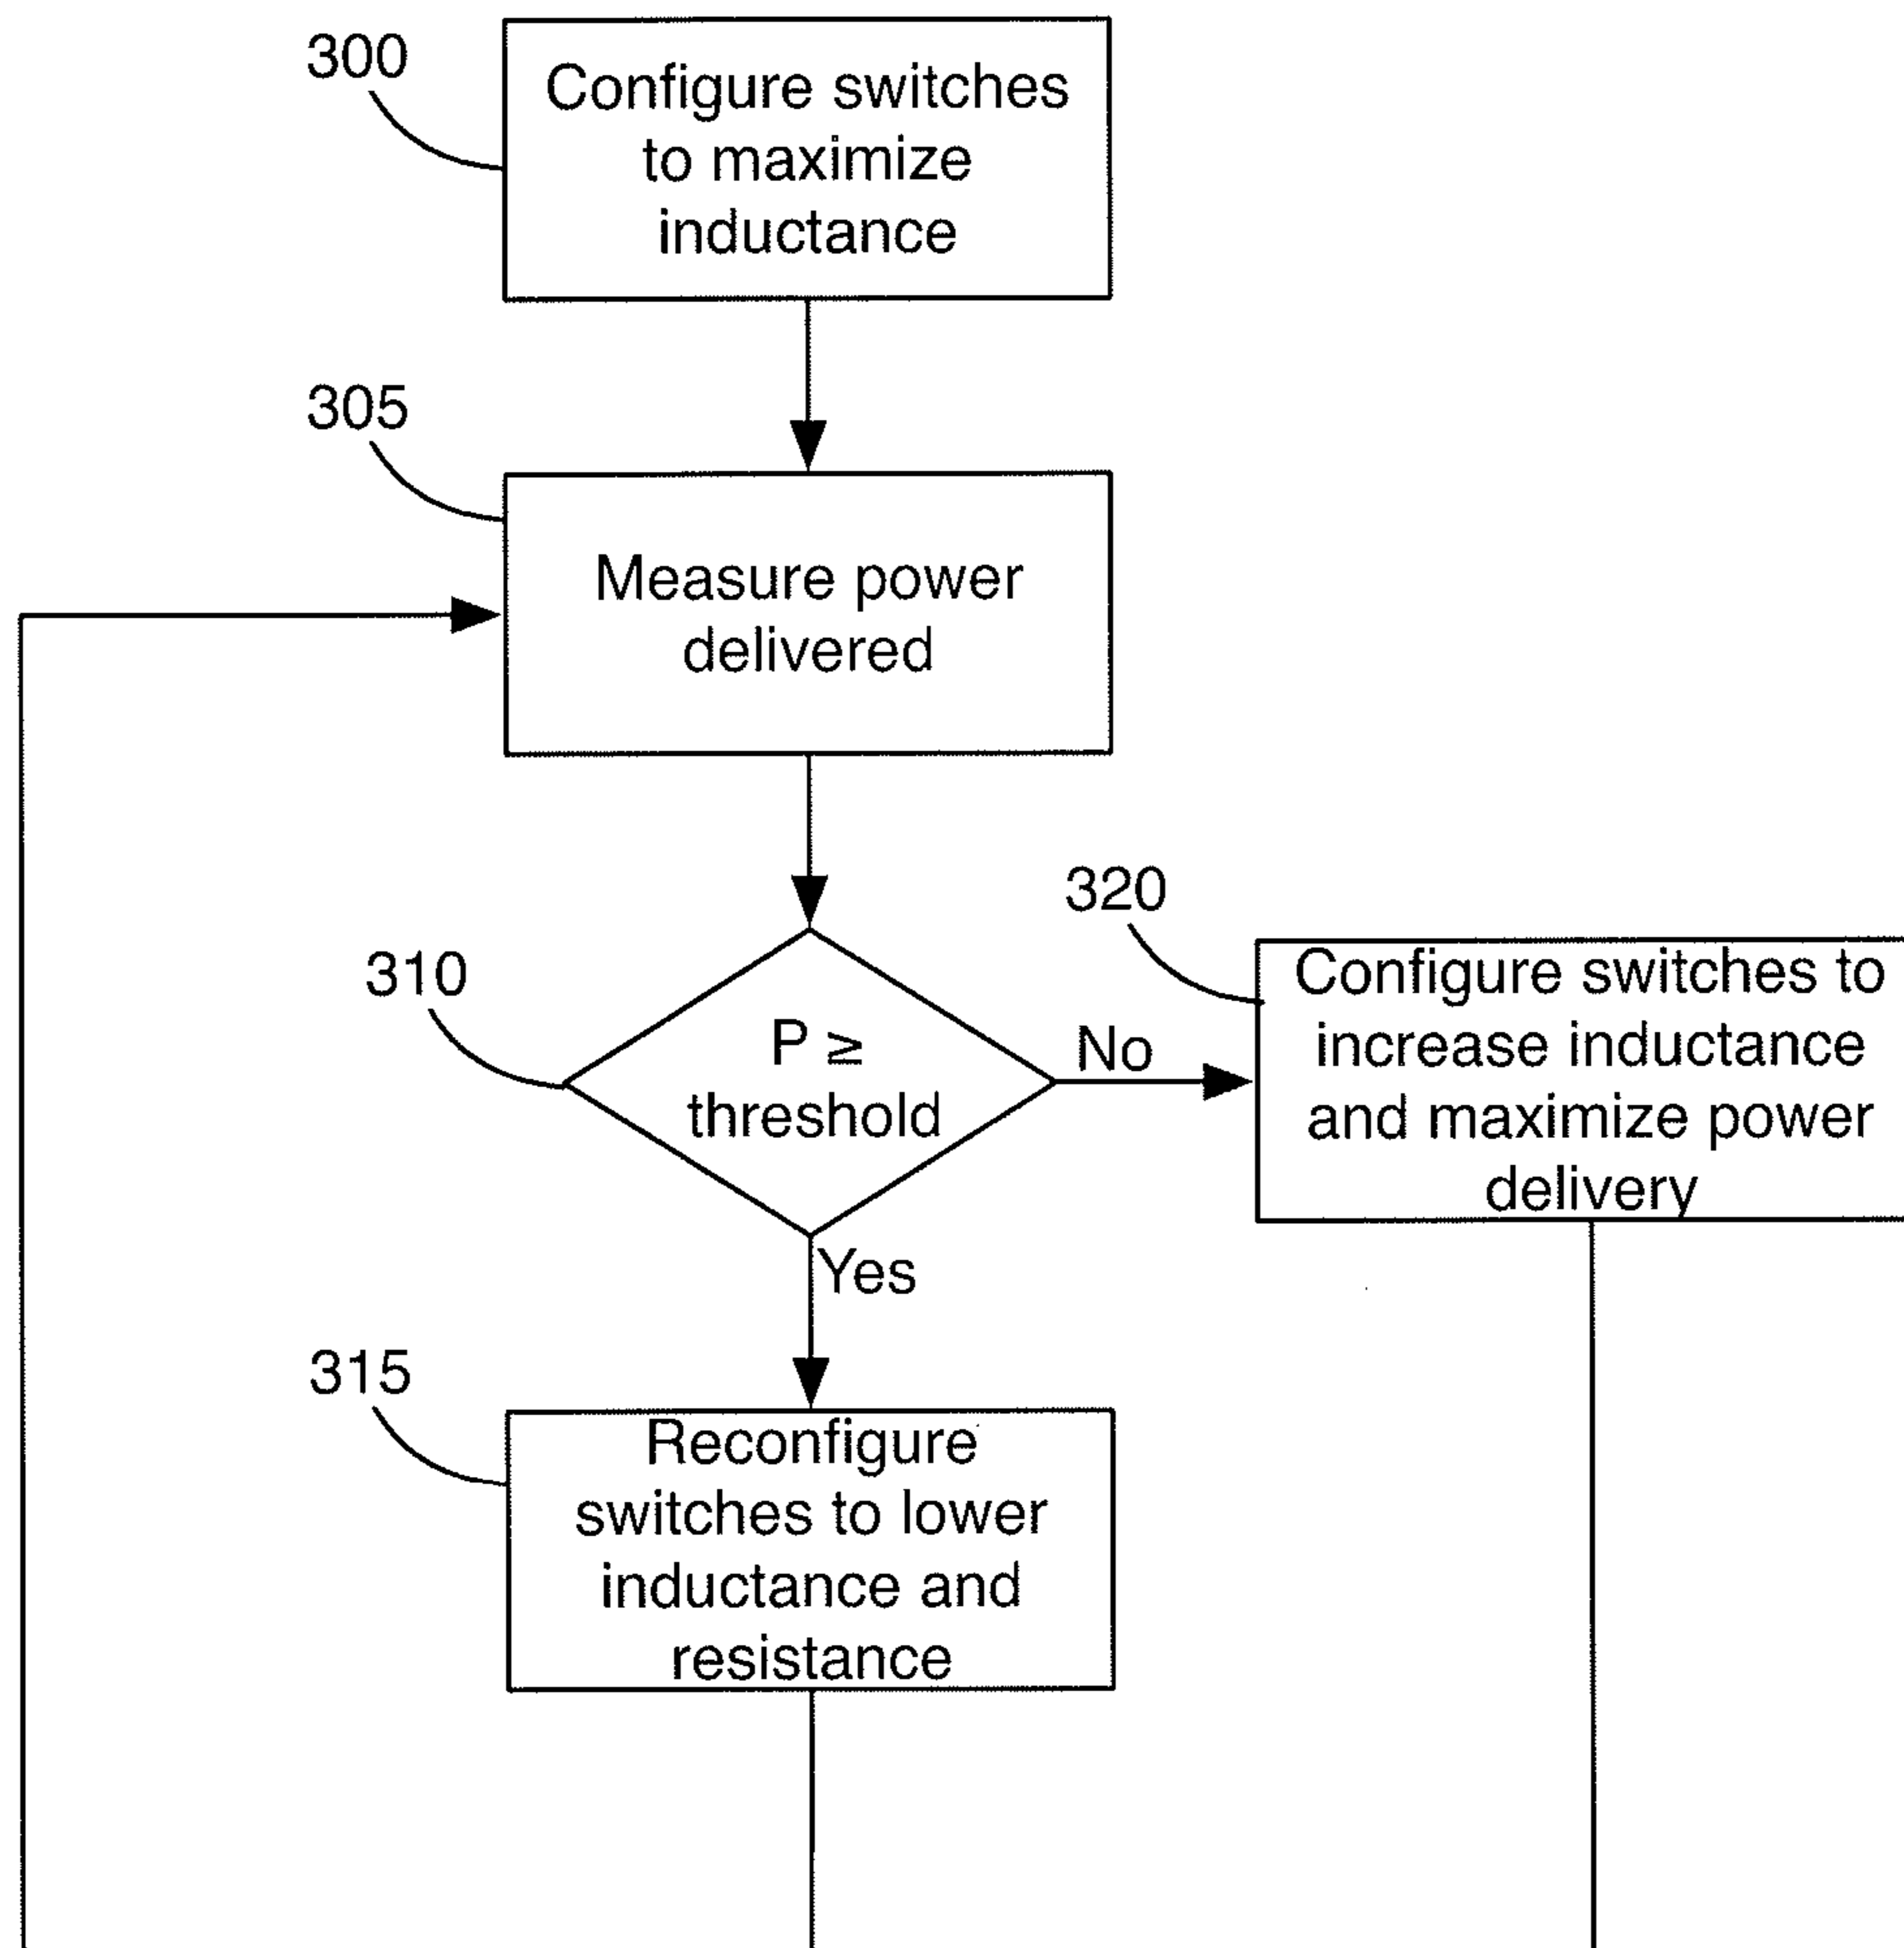 300
Configure switches
to maximize
inductance
305
Measure power
delivered
310
P ≥
threshold
No
320
Configure switches to
increase inductance
and maximize power
delivery
Yes
315
Reconfigure
switches to lower
inductance and
resistance